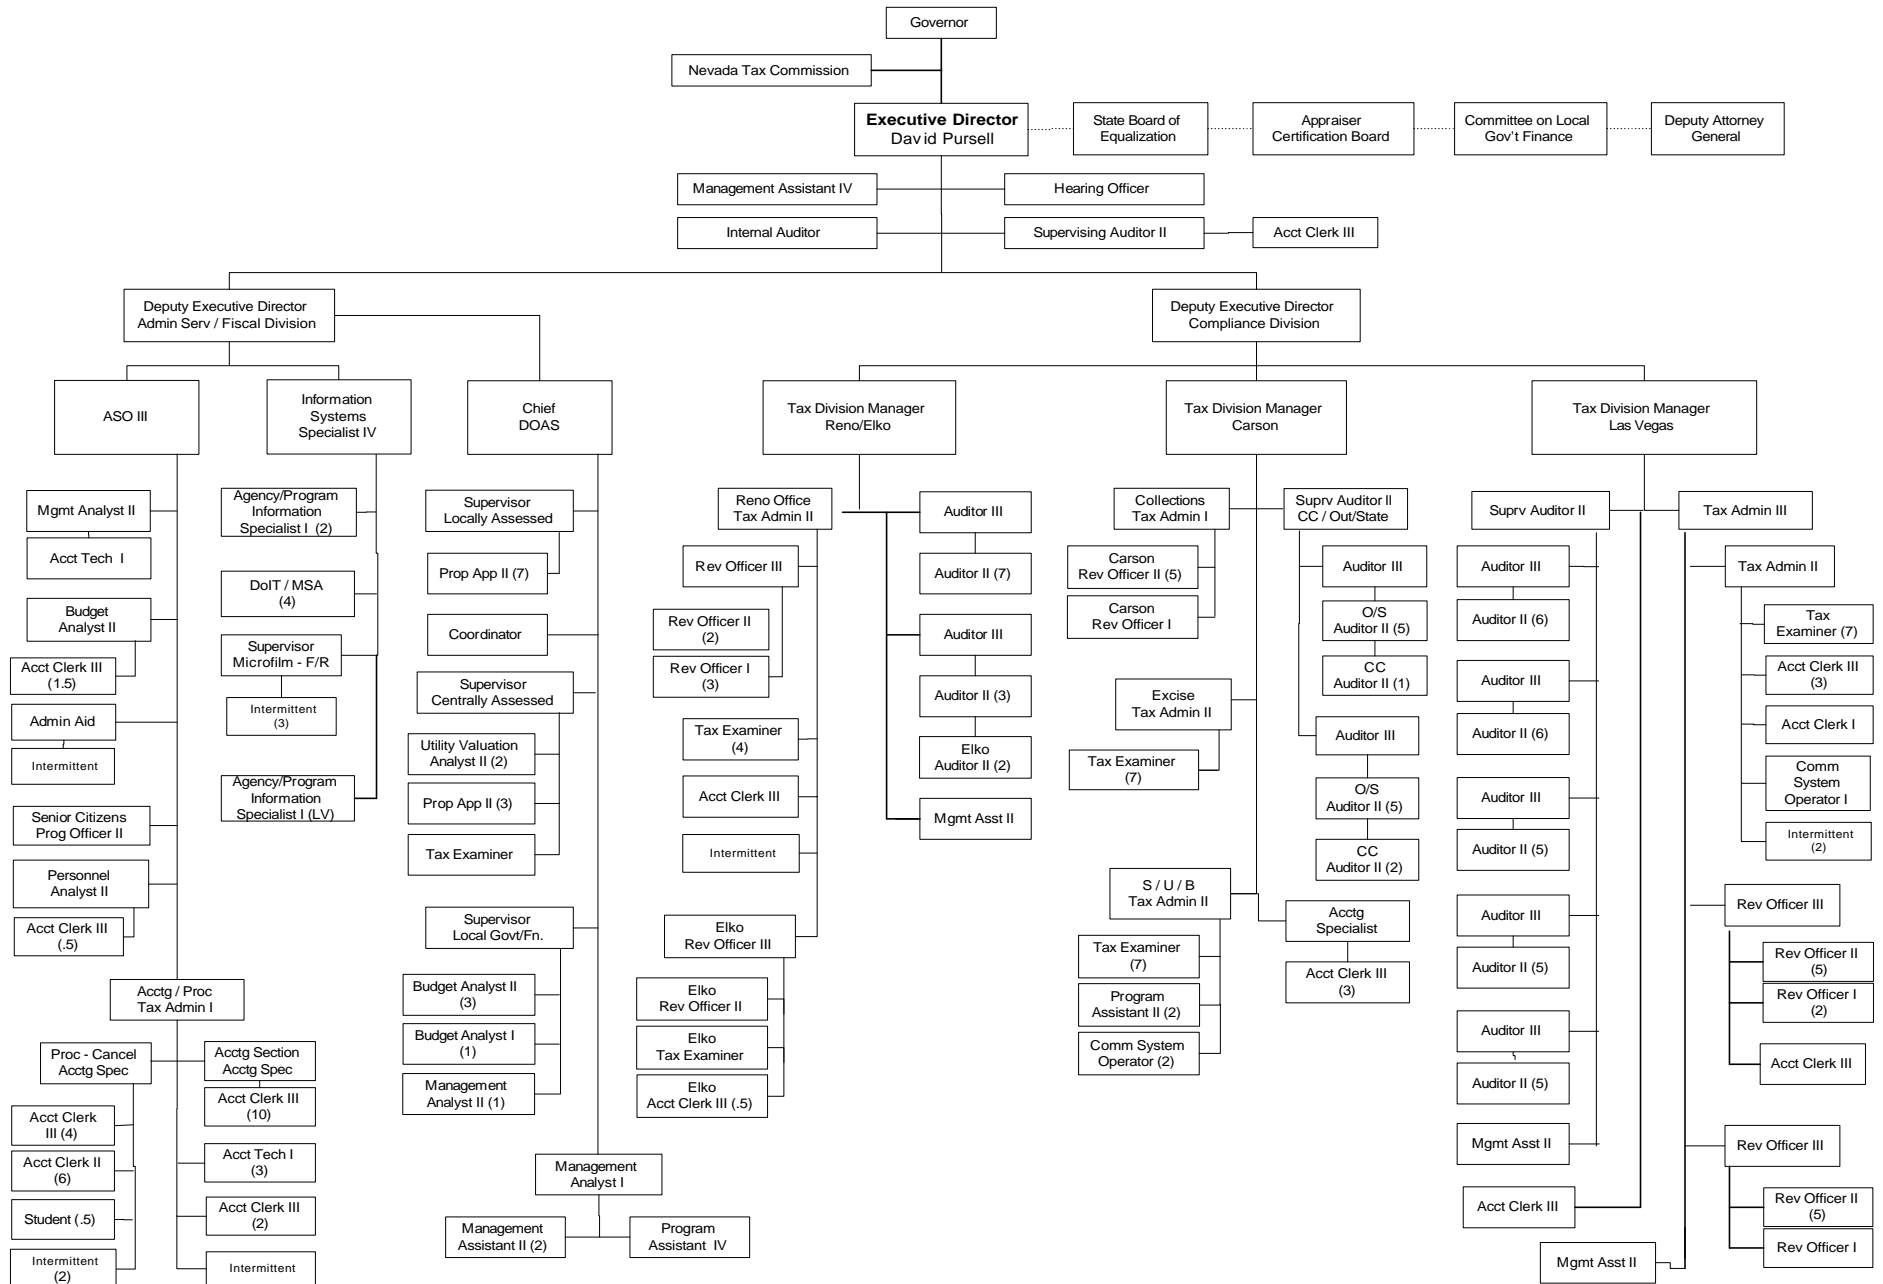 Governor
Nevada Tax Commission
Executive Director
David Pursell
State Board of
Equalization
Appraiser
Certification Board
Committee on Local
Gov't Finance
Deputy Attorney
General
Management Assistant IV
Hearing Officer
Internal Auditor
Supervising Auditor II
Acct Clerk III
Deputy Executive Director
Admin Serv / Fiscal Division
Deputy Executive Director
Compliance Division
ASO III
Information
Systems
Specialist IV
Chief
DOAS
Tax Division Manager
Reno/Elko
Tax Division Manager
Carson
Tax Division Manager
Las Vegas
Mgmt Analyst II
Acct Tech I
Budget
Analyst II
Acct Clerk III
(1.5)
Admin Aid
Intermittent
Senior Citizens
Prog Officer II
Personnel
Analyst II
Acct Clerk III
(.5)
Acctg / Proc
Tax Admin I
Proc - Cancel
Acctg Spec
Acct Clerk
III (4)
Acct Clerk II
(6)
Student (.5)
Intermittent
(2)
Acctg Section
Acctg Spec
Acct Clerk III
(10)
Acct Tech I
(3)
Acct Clerk III
(2)
Intermittent
Agency/Program
Information
Specialist I (2)
DoIT / MSA
(4)
Supervisor
Microfilm - F/R
Intermittent
(3)
Agency/Program
Information
Specialist I (LV)
Supervisor
Locally Assessed
Prop App II (7)
Coordinator
Supervisor
Centrally Assessed
Utility Valuation
Analyst II (2)
Prop App II (3)
Tax Examiner
Supervisor
Local Govt/Fn.
Budget Analyst II
(3)
Budget Analyst I
(1)
Management
Analyst II (1)
Management
Analyst I
Management
Assistant II (2)
Program
Assistant IV
Reno Office
Tax Admin II
Rev Officer III
Rev Officer II
(2)
Rev Officer I
(3)
Tax Examiner
(4)
Acct Clerk III
Intermittent
Elko
Rev Officer III
Elko
Rev Officer II
Elko
Tax Examiner
Elko
Acct Clerk III (.5)
Auditor III
Auditor II (7)
Auditor III
Auditor II (3)
Elko
Auditor II (2)
Mgmt Asst II
Collections
Tax Admin I
Carson
Rev Officer II (5)
Carson
Rev Officer I
Excise
Tax Admin II
Tax Examiner
(7)
S / U / B
Tax Admin II
Tax Examiner
(7)
Program
Assistant II (2)
Comm System
Operator (2)
Suprv Auditor II
CC / Out/State
Auditor III
O/S
Auditor II (5)
CC
Auditor II (1)
Auditor III
O/S
Auditor II (5)
CC
Auditor II (2)
Acctg
Specialist
Acct Clerk III
(3)
Suprv Auditor II
Auditor III
Auditor II (6)
Auditor III
Auditor II (6)
Auditor III
Auditor II (5)
Auditor III
Auditor II (5)
Auditor III
Auditor II (5)
Mgmt Asst II
Acct Clerk III
Mgmt Asst II
Tax Admin III
Tax Admin II
Tax
Examiner (7)
Acct Clerk III
(3)
Acct Clerk I
Comm
System
Operator I
Intermittent
(2)
Rev Officer III
Rev Officer II
(5)
Rev Officer I
(2)
Acct Clerk III
Rev Officer III
Rev Officer II
(5)
Rev Officer I